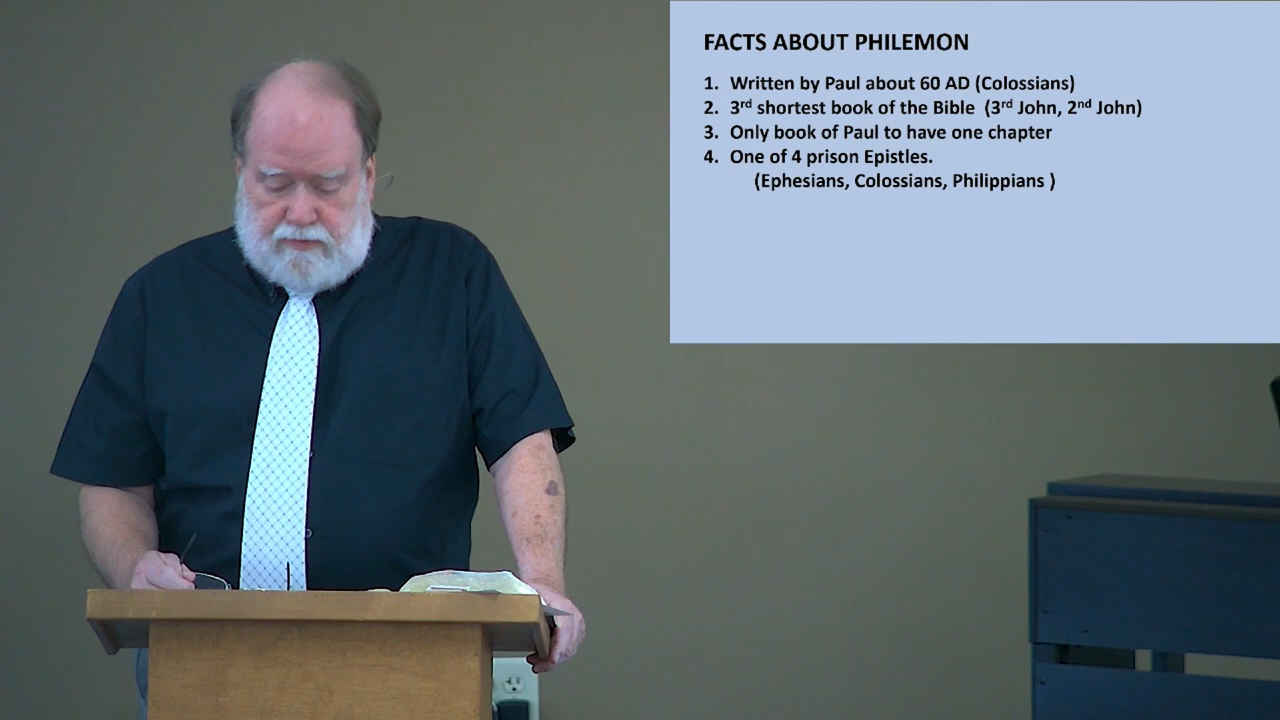 FACTS ABOUT PHILEMON
1. Written by Paul about 60 AD (Colossians)
2. 3rd shortest book of the Bible (3rd John, 2nd John)
3. Only book of Paul to have one chapter
4. One of 4 prison Epistles.
(Ephesians, Colossians, Philippians )